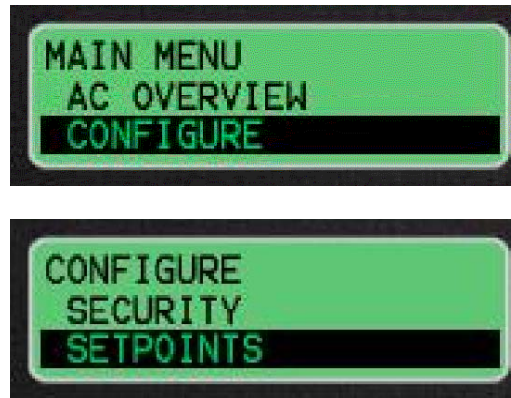 MAIN MENU
AC OVERVIEW
CONFIGURE
CONFIGURE
SECURITY
SETPOINTS